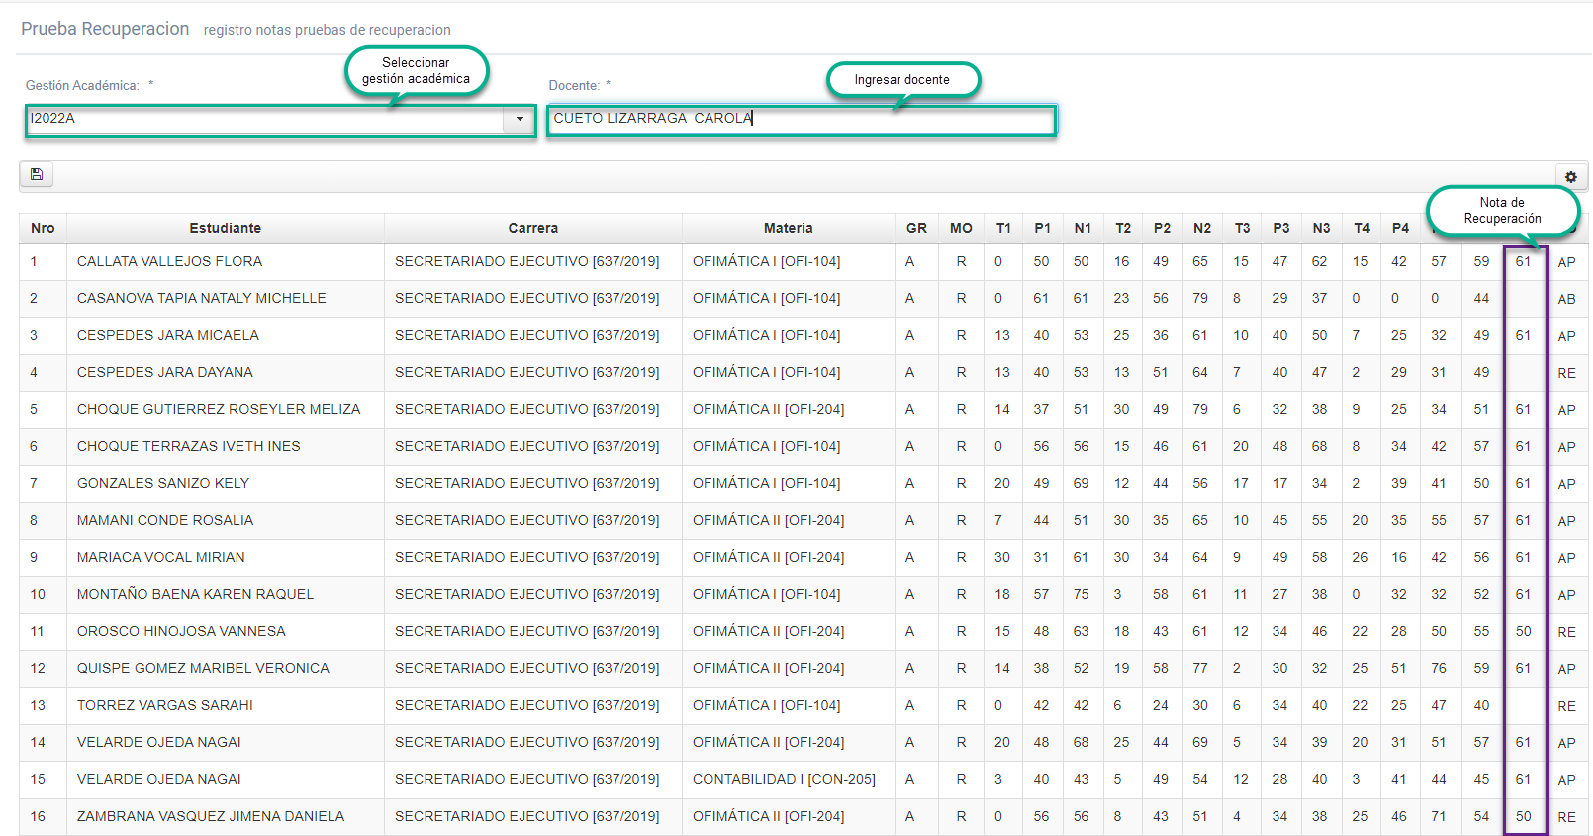 Prueba Recuperacion registro notas pruebas de recuperacion
Seleccionar
gestión académica
Ingresar docente
Gestión Académica: * Docente: *
I2022A CUETO LIZARRAGA CAROLA
Nota de
Recuperación
Nro Estudiante Carrera Materia GR MO T1 P1 N1 T2 P2 N2 T3 P3 N3 T4 P4
1 CALLATA VALLEJOS FLORA SECRETARIADO EJECUTIVO [637/2019] OFIMÁTICA I [OFI-104] A R 0 50 50 16 49 65 15 47 62 15 42 57 59 61 AP
2 CASANOVA TAPIA NATALY MICHELLE SECRETARIADO EJECUTIVO [637/2019] OFIMÁTICA I [OFI-104] A R 0 61 61 23 56 79 8 29 37 0 0 0 44 AB
3 CESPEDES JARA MICAELA SECRETARIADO EJECUTIVO [637/2019] OFIMÁTICA I [OFI-104] A R 13 40 53 25 36 61 10 40 50 7 25 32 49 61 AP
4 CESPEDES JARA DAYANA SECRETARIADO EJECUTIVO [637/2019] OFIMÁTICA I [OFI-104] A R 13 40 53 13 51 64 7 40 47 2 29 31 49 RE
5 CHOQUE GUTIERREZ ROSEYLER MELIZA SECRETARIADO EJECUTIVO [637/2019] OFIMÁTICA II [OFI-204] A R 14 37 51 30 49 79 6 32 38 9 25 34 51 61 AP
6 CHOQUE TERRAZAS IVETH INES SECRETARIADO EJECUTIVO [637/2019] OFIMÁTICA I [OFI-104] A R 0 56 56 15 46 61 20 48 68 8 34 42 57 61 AP
7 GONZALES SANIZO KELY SECRETARIADO EJECUTIVO [637/2019] OFIMÁTICA I [OFI-104] A R 20 49 69 12 44 56 17 17 34 2 39 41 50 61 AP
8 MAMANI CONDE ROSALIA SECRETARIADO EJECUTIVO [637/2019] OFIMÁTICA II [OFI-204] A R 7 44 51 30 35 65 10 45 55 20 35 55 57 61 AP
9 MARIACA VOCAL MIRIAN SECRETARIADO EJECUTIVO [637/2019] OFIMÁTICA II [OFI-204] A R 30 31 61 30 34 64 9 49 58 26 16 42 56 61 AP
10 MONTAÑO BAENA KAREN RAQUEL SECRETARIADO EJECUTIVO [637/2019] OFIMÁTICA I [OFI-104] A R 18 57 75 3 58 61 11 27 38 0 32 32 52 61 AP
11 OROSCO HINOJOSA VANNESA SECRETARIADO EJECUTIVO [637/2019] OFIMÁTICA II [OFI-204] A R 15 48 63 18 43 61 12 34 46 22 28 50 55 50 RE
12 QUISPE GOMEZ MARIBEL VERONICA SECRETARIADO EJECUTIVO [637/2019] OFIMÁTICA II [OFI-204] A R 14 38 52 19 58 77 2 30 32 25 51 76 59 61 AP
13 TORREZ VARGAS SARAHI SECRETARIADO EJECUTIVO [637/2019] OFIMÁTICA I [OFI-104] A R 0 42 42 6 24 30 6 34 40 22 25 47 40 RE
14 VELARDE OJEDA NAGAI SECRETARIADO EJECUTIVO [637/2019] OFIMÁTICA II [OFI-204] A R 20 48 68 25 44 69 5 34 39 20 31 51 57 61 AP
15 VELARDE OJEDA NAGAI SECRETARIADO EJECUTIVO [637/2019] CONTABILIDAD I [CON-205] A R 3 40 43 5 49 54 12 28 40 3 41 44 45 61 AP
16 ZAMBRANA VASQUEZ JIMENA DANIELA SECRETARIADO EJECUTIVO [637/2019] OFIMÁTICA II [OFI-204] A R 0 56 56 8 43 51 4 34 38 25 46 71 54 50 RE